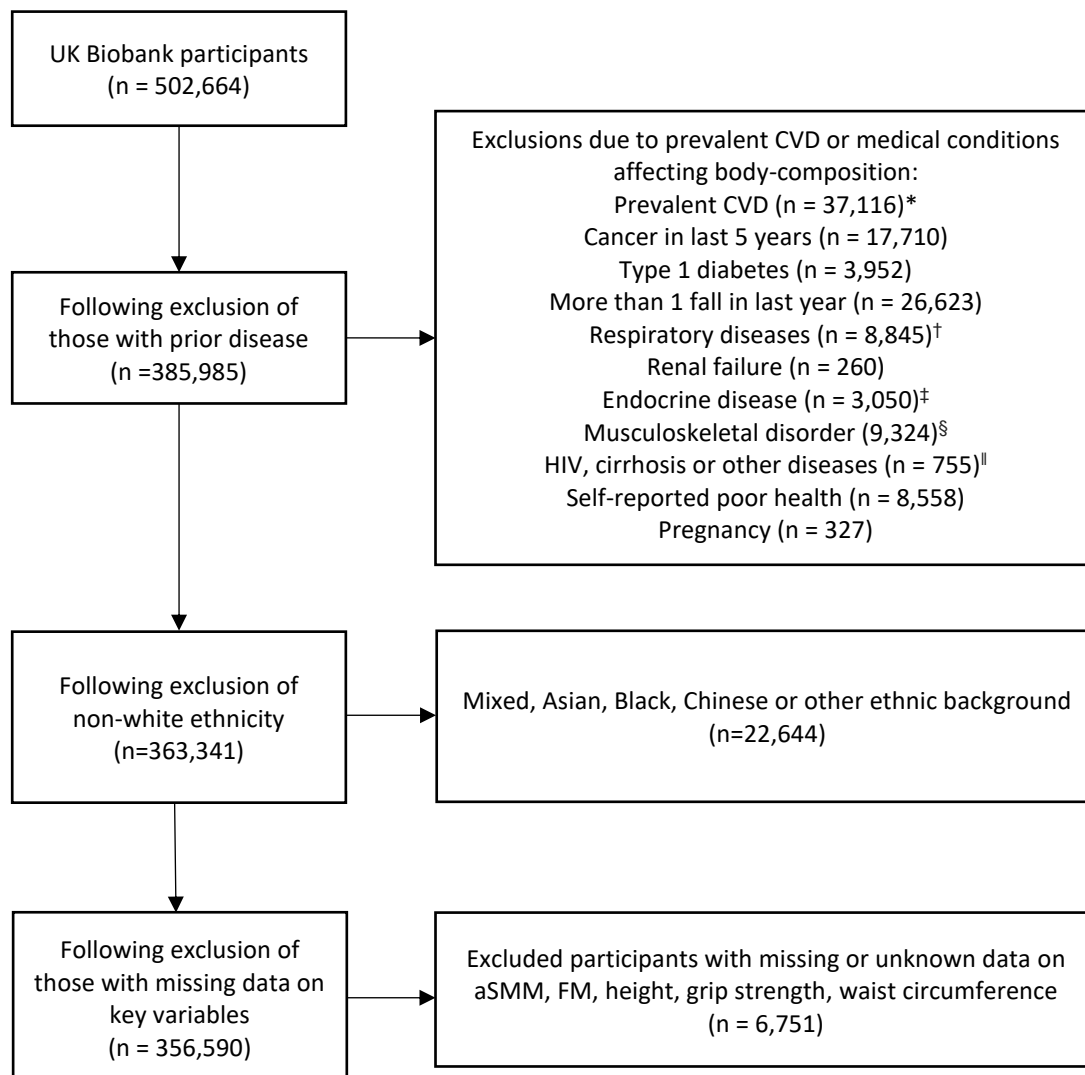 UK Biobank participants
(n = 502,664)
Exclusions due to prevalent CVD or medical conditions
affecting body-composition:
Prevalent CVD (n = 37,116)*
Cancer in last 5 years (n = 17,710)
Type 1 diabetes (n = 3,952)
More than 1 fall in last year (n = 26,623)
Respiratory diseases (n = 8,845)†
Renal failure (n = 260)
Endocrine disease (n = 3,050)‡
Musculoskeletal disorder (9,324)§
HIV, cirrhosis or other diseases (n = 755)‖
Self-reported poor health (n = 8,558)
Pregnancy (n = 327)
Following exclusion of
those with prior disease
(n =385,985)
Following exclusion of
non-white ethnicity
(n=363,341)
Mixed, Asian, Black, Chinese or other ethnic background
(n=22,644)
Following exclusion of
those with missing data on
key variables
(n = 356,590)
Excluded participants with missing or unknown data on
aSMM, FM, height, grip strength, waist circumference
(n = 6,751)